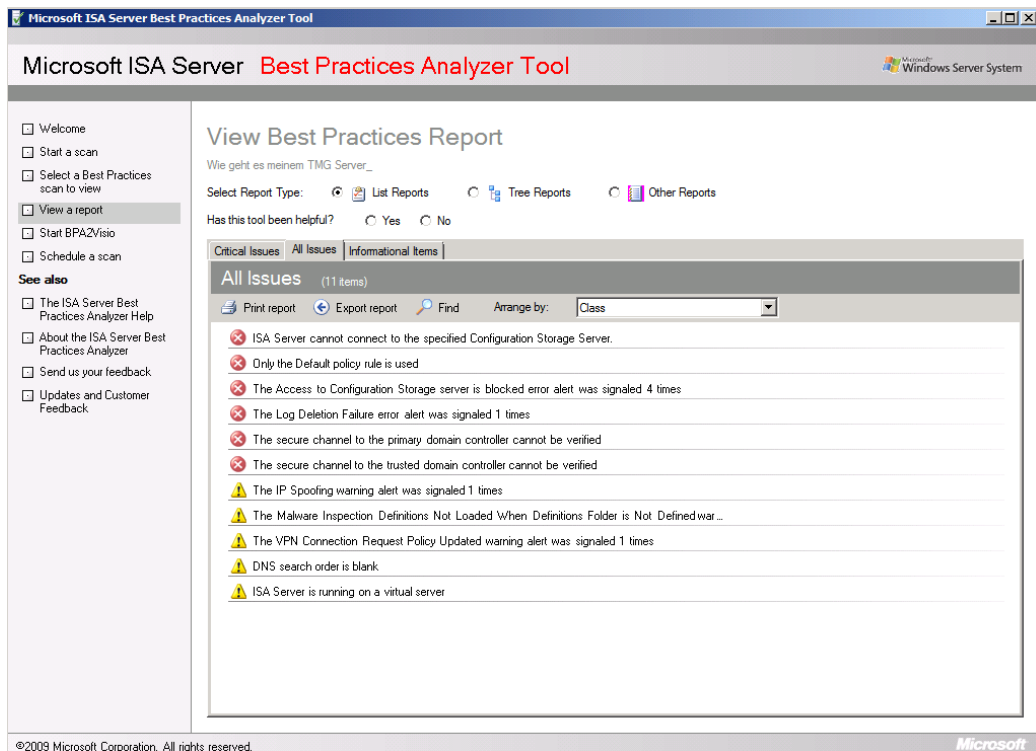 Microsoft ISA Server Best Practices Analyzer Tool
Microsoft ISA Server Best Practices Analyzer Tool
Microsoft
Windows Server System
Welcome
Start a scan
Select a Best Practices
scan to view
View a report
Start BPA2Visio
Schedule a scan
See also
The ISA Server Best
Practices Analyzer Help
About the ISA Server Best
Practices Analyzer
Send us your feedback
Updates and Customer
Feedback
View Best Practices Report
Wie geht es meinem TMG Server_
Select Report Type: List Reports Tree Reports Other Reports
Has this tool been helpful? Yes No
Critical Issues All Issues Informational Items
All Issues (11 items)
Print report Export report Find Arrange by: Class
ISA Server cannot connect to the specified Configuration Storage Server.
Only the Default policy rule is used
The Access to Configuration Storage server is blocked error alert was signaled 4 times
The Log Deletion Failure error alert was signaled 1 times
The secure channel to the primary domain controller cannot be verified
The secure channel to the trusted domain controller cannot be verified
The IP Spoofing warning alert was signaled 1 times
The Malware Inspection Definitions Not Loaded When Definitions Folder is Not Defined war...
The VPN Connection Request Policy Updated warning alert was signaled 1 times
DNS search order is blank
ISA Server is running on a virtual server
©2009 Microsoft Corporation. All rights reserved.
Microsoft